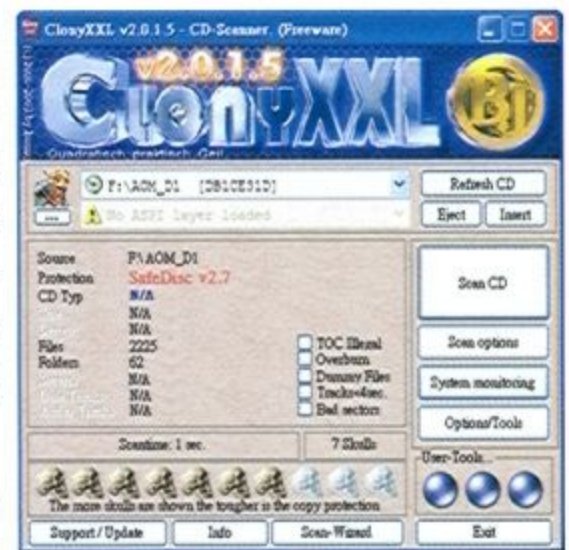 ClonyXXL v2.0.1.5 - CD-Scanner. (Freeware)
v2.0.1.5
CLONYXXL
Quadratisch. praktisch. Geil.
F:\AOM_D1 [DB1CE31D]
Refresh CD
...
No ASPI layer loaded
Eject
Insert
Source F:\AOM_D1
Protection SafeDisc v2.7
CD Typ N/A
N/A
N/A
Files 2225
Folders 62
N/A
N/A
N/A
TOC Illegal
Overburn
Dummy Files
Tracks<4sec.
Bad sectors
Scan CD
Scan options
System monitoring
Options/Tools
Scantime: 1 sec.
7 Skulls
The more skulls are shown the tougher is the copy protection
User-Tools...
Support / Update
Info
Scan-Wizard
Exit